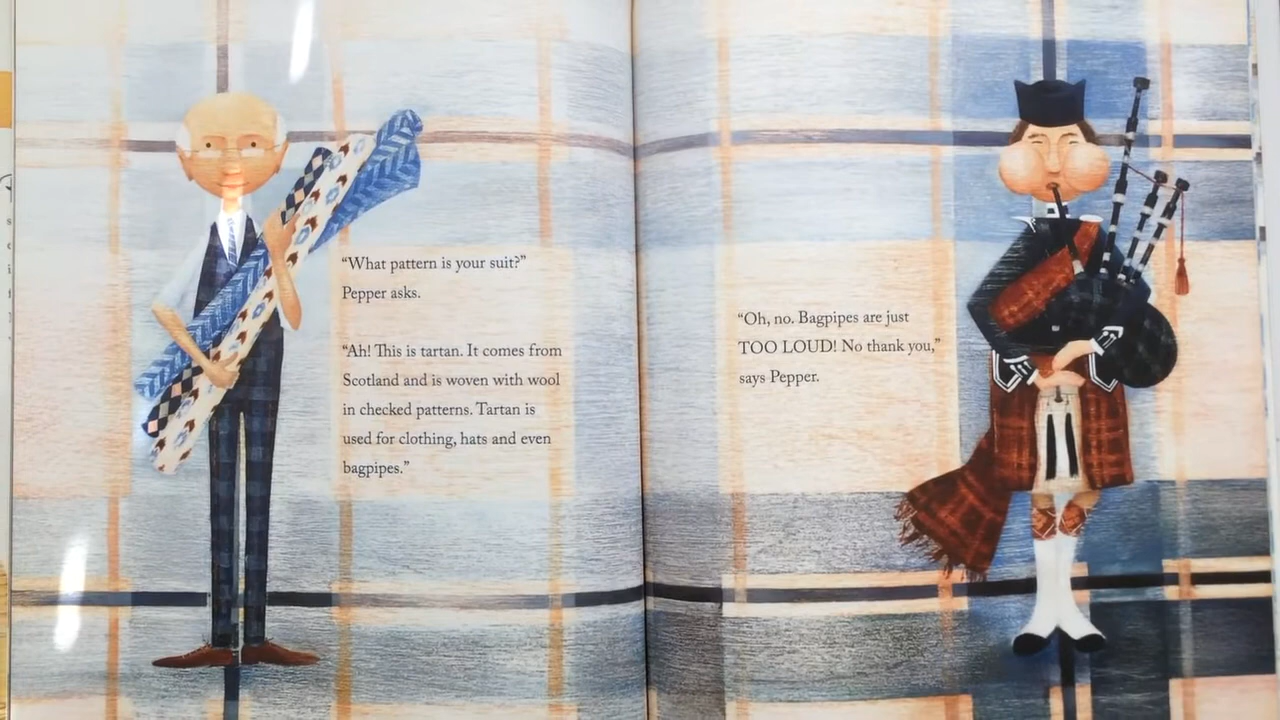 “What pattern is your suit?”
Pepper asks.
“Ah! This is tartan. It comes from
Scotland and is woven with wool
in checked patterns. Tartan is
used for clothing, hats and even
bagpipes.”
“Oh, no. Bagpipes are just
TOO LOUD! No thank you,”
says Pepper.